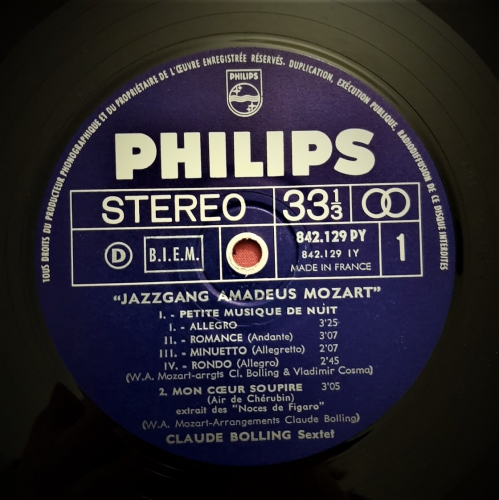 TOUS DROITS DU PRODUCTEUR PHONOGRAPHIQUE ET DU PROPRIÉTAIRE DE L'ŒUVRE ENREGISTRÉE RÉSERVÉS. DUPLICATION, EXÉCUTION PUBLIQUE, RADIODIFFUSION DE CE DISQUE INTERDITES
PHILIPS
PHILIPS
STEREO 33 1/3
D B.I.E.M. 842.129 PY 1
842.129 1Y
MADE IN FRANCE
"JAZZGANG AMADEUS MOZART"
I. - PETITE MUSIQUE DE NUIT
I. - ALLEGRO 3'25
II. - ROMANCE (Andante) 3'07
III. - MINUETTO (Allegretto) 2'07
IV. - RONDO (Allegro) 2'45
(W.A. Mozart-arrgts Cl. Bolling & Vladimir Cosma)
2. MON CŒUR SOUPIRE 3'05
(Air de Chérubin)
extrait des "Noces de Figaro"
(W.A. Mozart-Arrangements Claude Bolling)
CLAUDE BOLLING Sextet